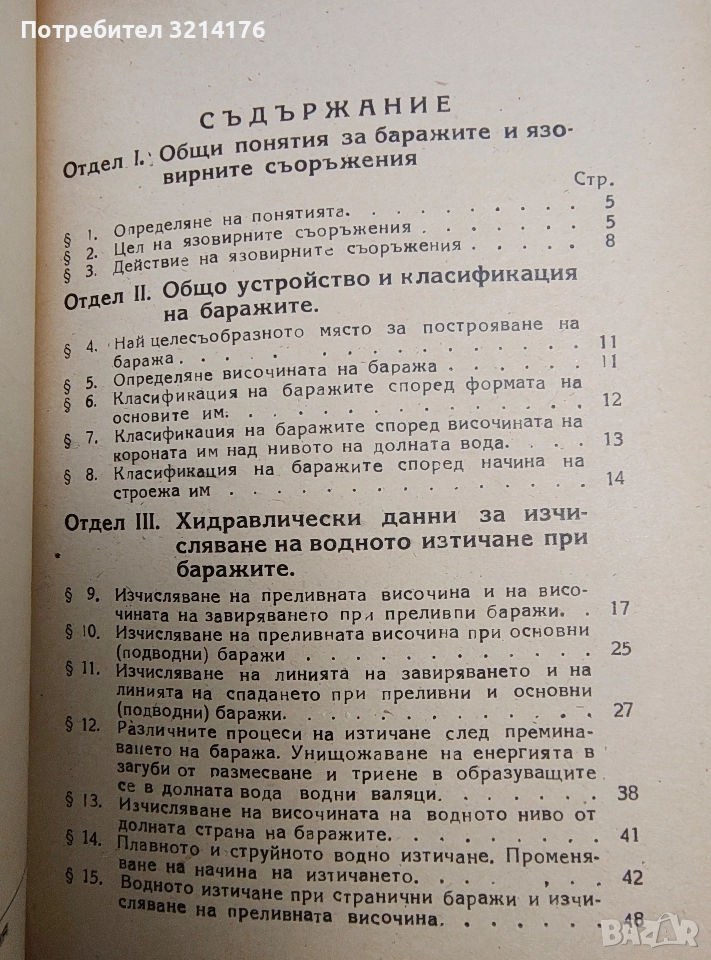 Потребител 3214176
СЪДЪРЖАНИЕ
Отдел I. Общи понятия за баражите и язо-
вирните съоръжения
Стр.
§ 1. Определяне на понятията. . . . . . . . . 5
§ 2. Цел на язовирните съоръжения . . . . . . 5
§ 3. Действие на язовирните съоръжения . . . . . 8
Отдел II. Общо устройство и класификация
на баражите.
§ 4. Най целесъобразното място за построяване на
баража. . . . . . . . . . . . . . . 11
§ 5. Определяне височината на баража . . . . . . 11
§ 6. Класификация на баражите според формата на
основите им. . . . . . . . . . . . . 12
§ 7. Класификация на баражите според височината на
короната им над нивото на долната вода. . . . 13
§ 8. Класификация на баражите според начина на
строежа им . . . . . . . . . . . . . 14
Отдел III. Хидравлически данни за изчи-
сляване на водното изтичане при
баражите.
§ 9. Изчисляване на преливната височина и на висо-
чината на завиряването при преливпи баражи. . 17
§ 10. Изчисляване на преливната височина при основни
(подводни) баражи . . . . . . . . . . . 25
§ 11. Изчисляване на линията на завиряването и на
линията на спадането при преливни и основни
(подводни) баражи. . . . . . . . . . . . 27
§ 12. Различните процеси на изтичане след премина-
ването на баража. Унищожаване на енергията в
загуби от размесване и триене в образуващите
се в долната вода водни валяци. . . . . . . 38
§ 13. Изчисляване на височината на водното ниво от
долната страна на баражите. . . . . . . . . 41
§ 14. Плавното и струйното водно изтичане. Променя-
ване на начина на изтичането. . . . , . . 42
§ 15. Водното изтичане при странични баражи и изчи-
сляване на преливната височина. . . . . . . 48
BAZAR